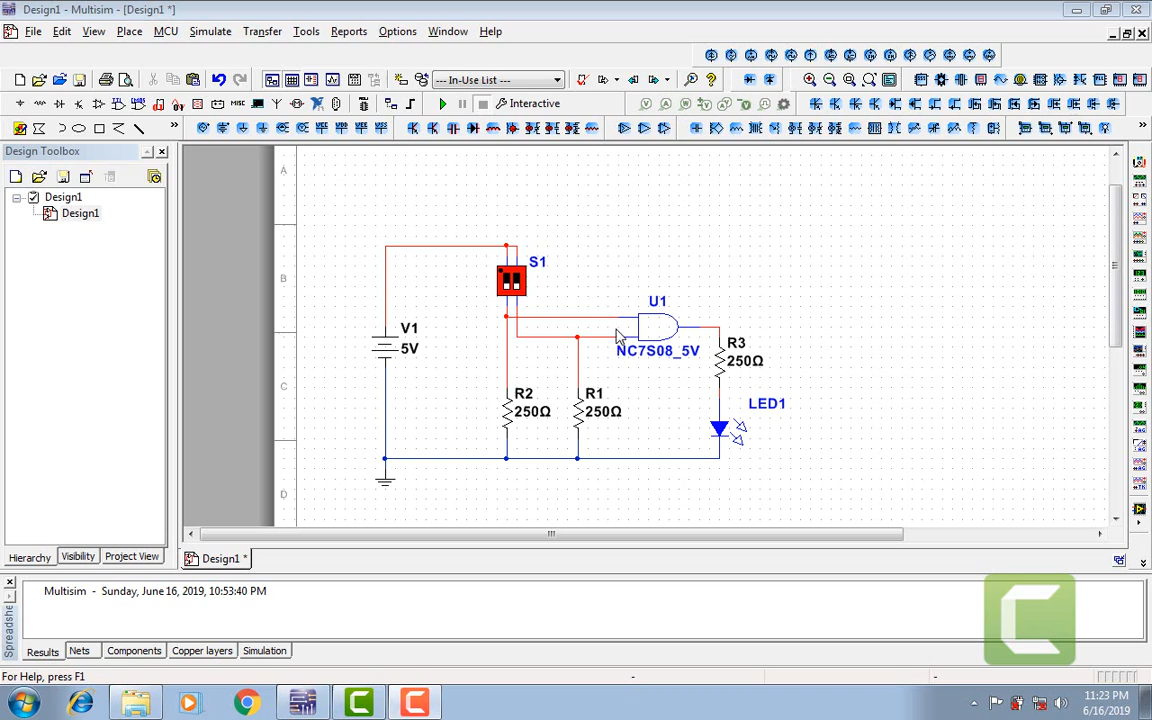 Design1 - Multisim - [Design1 *]
File Edit View Place MCU Simulate Transfer Tools Reports Options Window Help
--- In-Use List ---
Interactive
Design Toolbox
Design1
Design1
A
B
C
D
S1
U1
V1
5V
NC7S08_5V
R3
250Ω
R2
250Ω
R1
250Ω
LED1
Hierarchy Visibility Project View
Design1 *
Multisim - Sunday, June 16, 2019, 10:53:40 PM
Spreadshe
Results Nets Components Copper layers Simulation
For Help, press F1
11:23 PM
6/16/2019